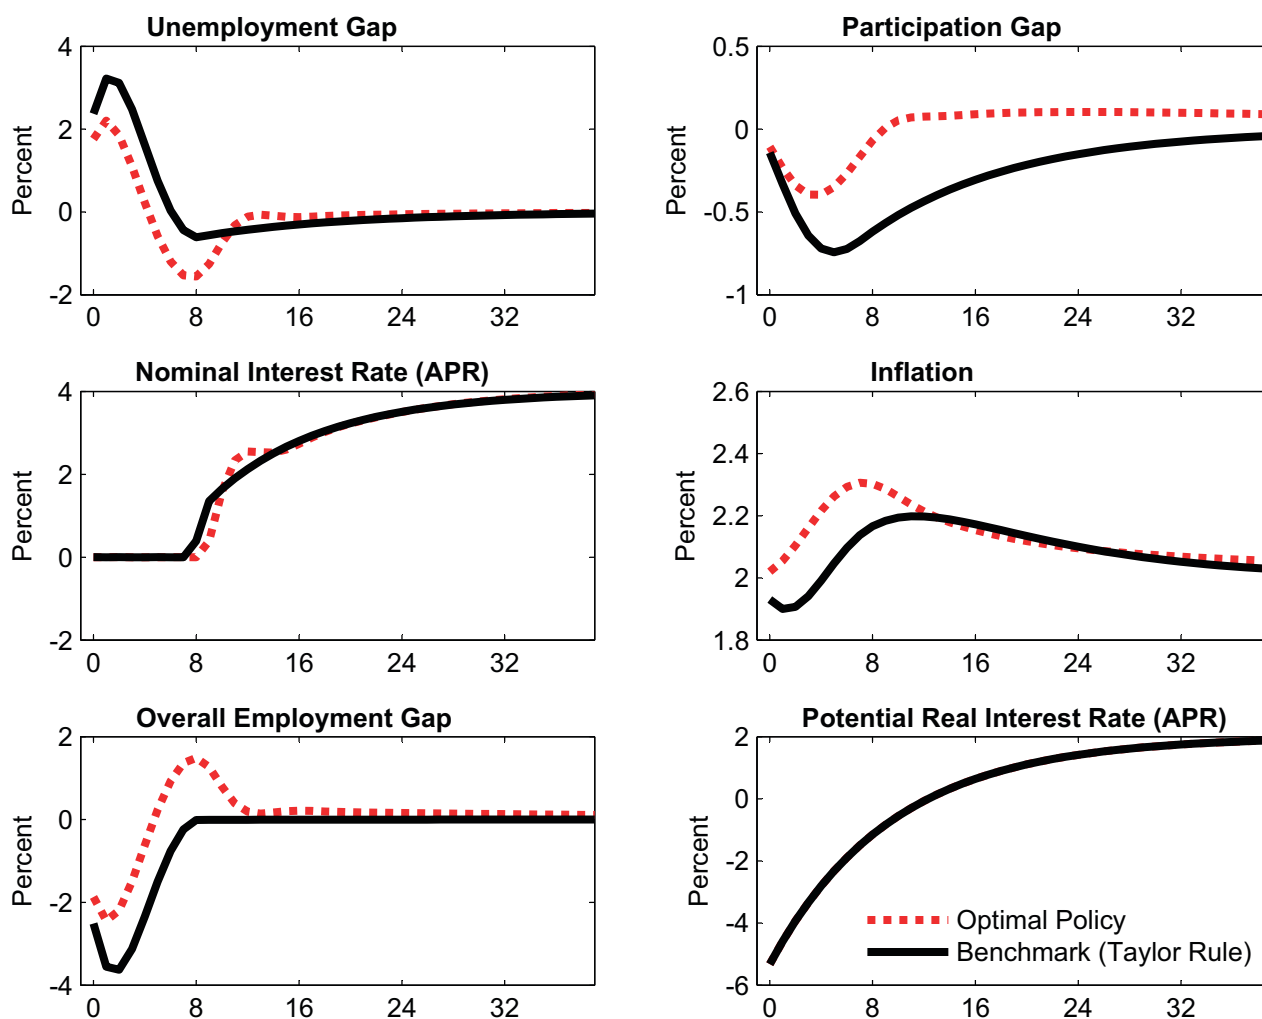 Unemployment Gap
Percent
4
2
0
-2
0 8 16 24 32
Participation Gap
Percent
0.5
0
-0.5
-1
0 8 16 24 32
Nominal Interest Rate (APR)
Percent
4
2
0
-2
0 8 16 24 32
Inflation
Percent
2.6
2.4
2.2
2
1.8
0 8 16 24 32
Overall Employment Gap
Percent
2
0
-2
-4
0 8 16 24 32
Potential Real Interest Rate (APR)
Percent
2
0
-2
-4
-6
Optimal Policy
Benchmark (Taylor Rule)
0 8 16 24 32